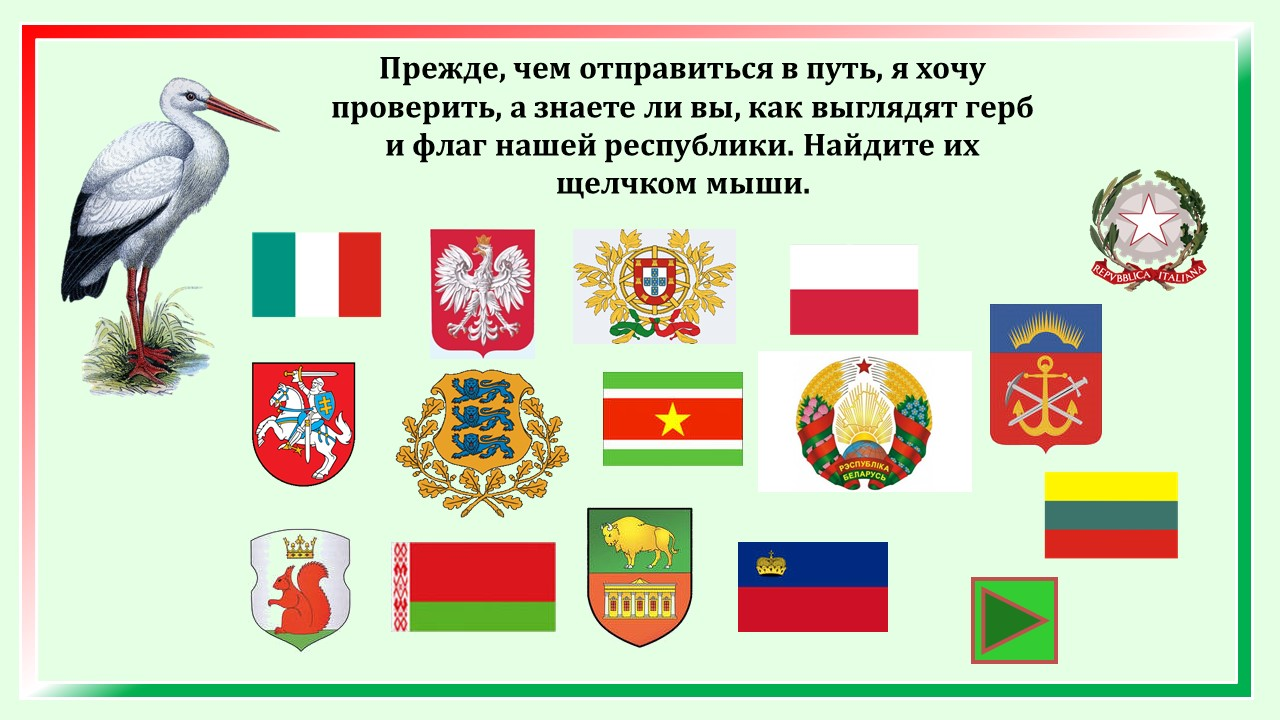 Прежде, чем отправиться в путь, я хочу
проверить, а знаете ли вы, как выглядят герб
и флаг нашей республики. Найдите их
щелчком мыши.
REPVBBLICA ITALIANA
РЭСПУБЛІКА
БЕЛАРУСЬ